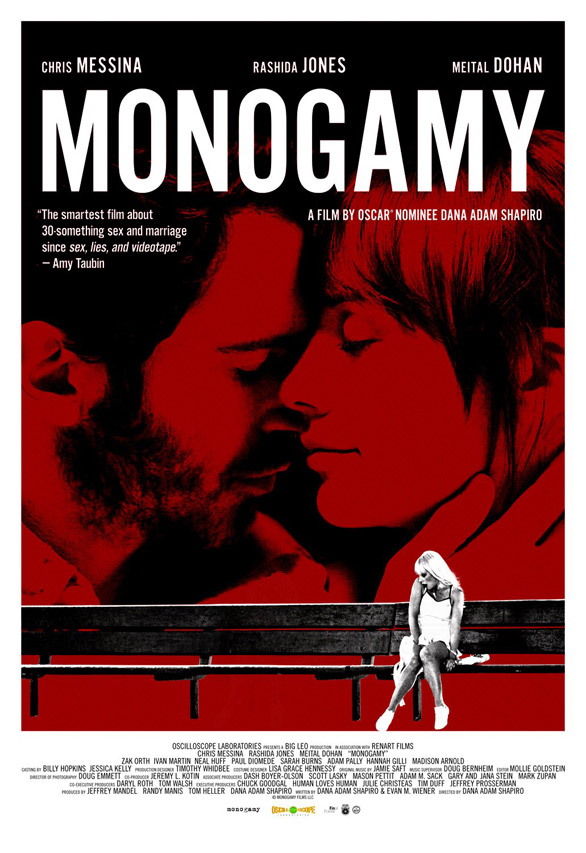 CHRIS MESSINA RASHIDA JONES MEITAL DOHAN
MONOGAMY
"The smartest film about
30-something sex and marriage
since sex, lies, and videotape."
– Amy Taubin
A FILM BY OSCAR® NOMINEE DANA ADAM SHAPIRO
OSCILLOSCOPE LABORATORIES PRESENTS A BIG LEO PRODUCTION IN ASSOCIATION WITH RENART FILMS
CHRIS MESSINA RASHIDA JONES MEITAL DOHAN "MONOGAMY"
ZAK ORTH IVAN MARTIN NEAL HUFF PAUL DIOMEDE SARAH BURNS ADAM PALLY HANNAH GILLI MADISON ARNOLD
CASTING BY BILLY HOPKINS JESSICA KELLY PRODUCTION DESIGNER TIMOTHY WHIDBEE COSTUME DESIGNER LISA GRACE HENNESSY ORIGINAL MUSIC BY JAMIE SAFT MUSIC SUPERVISOR DOUG BERNHEIM EDITOR MOLLIE GOLDSTEIN
DIRECTOR OF PHOTOGRAPHY DOUG EMMETT CO-PRODUCER JEREMY L. KOTIN ASSOCIATE PRODUCERS DASH BOYER-OLSON SCOTT LASKY MASON PETTIT ADAM M. SACK GARY AND JANA STEIN MARK ZUPAN
CO-EXECUTIVE PRODUCERS DARYL ROTH TOM WALSH EXECUTIVE PRODUCERS CHUCK GOODGAL HUMAN LOVES HUMAN JULIE CHRISTEAS TIM DUFF JEFFREY PROSSERMAN
PRODUCED BY JEFFREY MANDEL RANDY MANIS TOM HELLER DANA ADAM SHAPIRO WRITTEN BY DANA ADAM SHAPIRO & EVAN M. WIENER DIRECTED BY DANA ADAM SHAPIRO
© MONOGAMY FILMS LLC
monogamy OSCILLOSCOPE